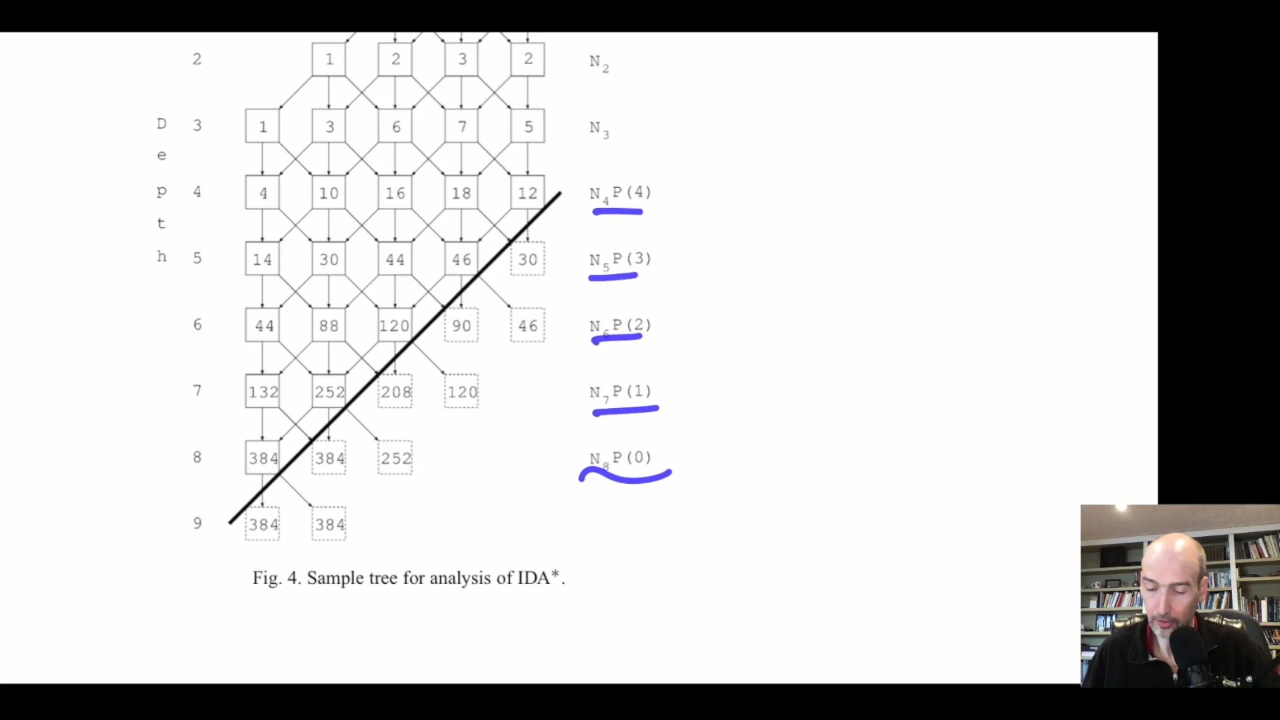 2 1 2 3 2 N2
D 3 1 3 6 7 5 N3
e
p 4 4 10 16 18 12 N4P(4)
t
h 5 14 30 44 46 30 N5P(3)
6 44 88 120 90 46 N6P(2)
7 132 252 208 120 N7P(1)
8 384 384 252 N8P(0)
9 384 384
Fig. 4. Sample tree for analysis of IDA*.